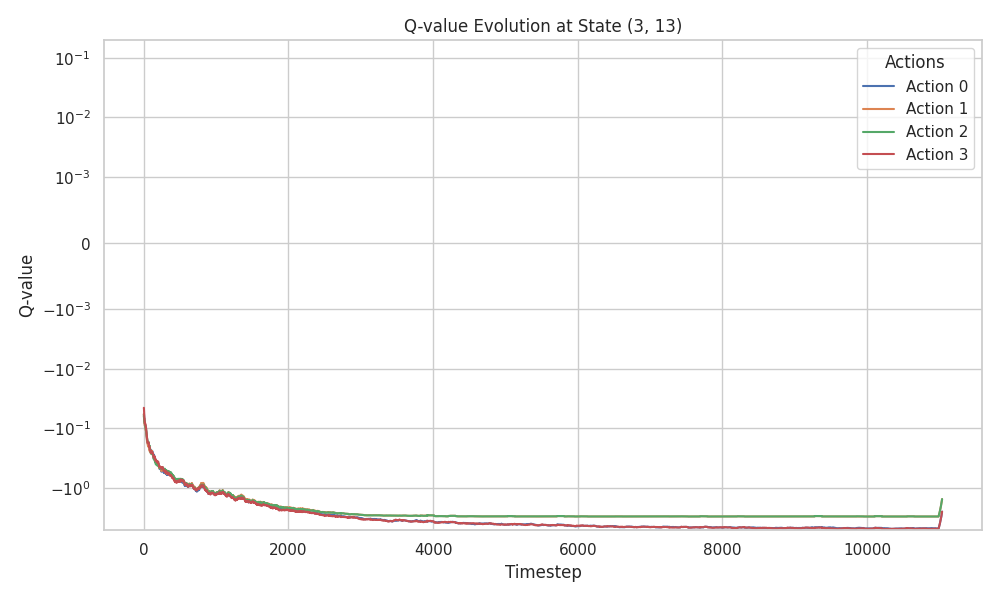 Q-value Evolution at State (3, 13)
Actions
Action 0
Action 1
Action 2
Action 3
Q-value
10⁻¹
10⁻²
10⁻³
0
−10⁻³
−10⁻²
−10⁻¹
−10⁰
0 2000 4000 6000 8000 10000
Timestep